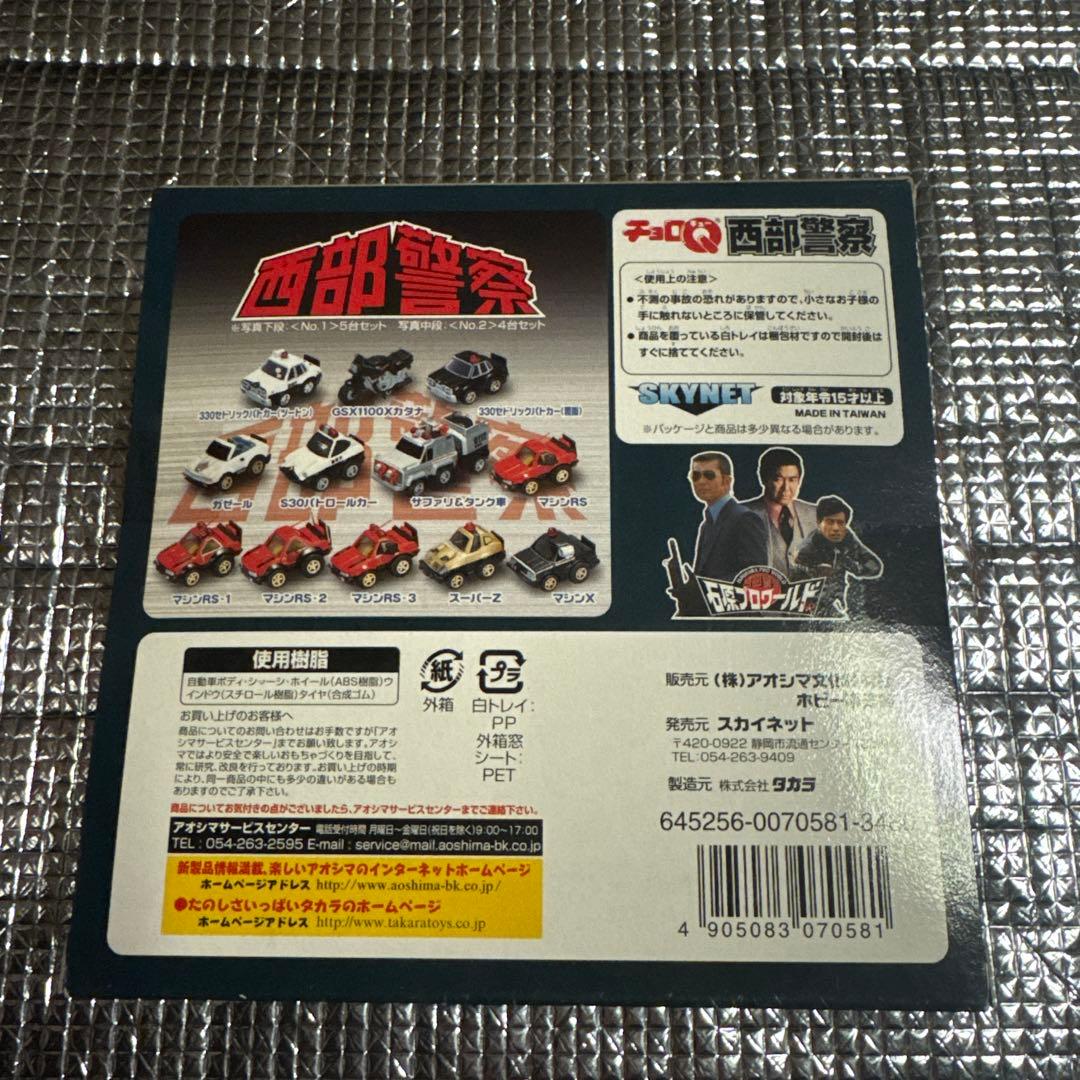 西部警察
※写真下段:<No.1>5台セット 写真中段:<No.2>4台セット
330セドリックパトカー(ツートン)
GSX1100Xカタナ
330セドリックパトカー(覆面)
ガゼール
S30パトロールカー
サファリ&タンク車
マシンRS
マシンRS-1
マシンRS-2
マシンRS-3
スーパーZ
マシンX
チョロQ 西部警察
<使用上の注意>
●不測の事故の恐れがありますので、小さなお子様の
手に触れないところに保管してください。
●商品を覆っている白トレイは梱包材ですので開封後は
すぐに捨ててください。
SKYNET 対象年令15才以上
MADE IN TAIWAN
※パッケージと商品は多少異なる場合があります。
石原プロワールド
使用樹脂
自動車ボディ・シャーシ・ホイール(ABS樹脂)ウ
インドウ(スチロール樹脂)タイヤ(合成ゴム)
お買い上げのお客様へ
商品についてのお問い合わせはお手数ですが「アオ
シマサービスセンター」までお願い致します。アオシ
マではより安全で楽しいおもちゃづくりを目指して、
常に研究、改良を行っております。お買い上げの時期
により、同一商品の中にも多少の違いがある場合も
ありますのでご了承下さい。
商品についてお気付きの点がございましたら、アオシマサービスセンターまでご連絡下さい。
アオシマサービスセンター 電話受付時間 月曜日〜金曜日(祝日を除く)9:00〜17:00
TEL:054-263-2595 E-mail:service@mail.aoshima-bk.co.jp
新製品情報満載、楽しいアオシマのインターネットホームページ
ホームページアドレス http://www.aoshima-bk.co.jp/
●たのしさいっぱいタカラのホームページ
ホームページアドレス http://www.takaratoys.co.jp
紙
外箱
プラ
白トレイ:
PP
外箱窓
シート:
PET
販売元 (株)アオシマ文化
ホビー
発売元 スカイネット
〒420-0922 静岡市流通センター
TEL:054-263-9409
製造元 株式会社タカラ
645256-0070581-34
4 905083 070581